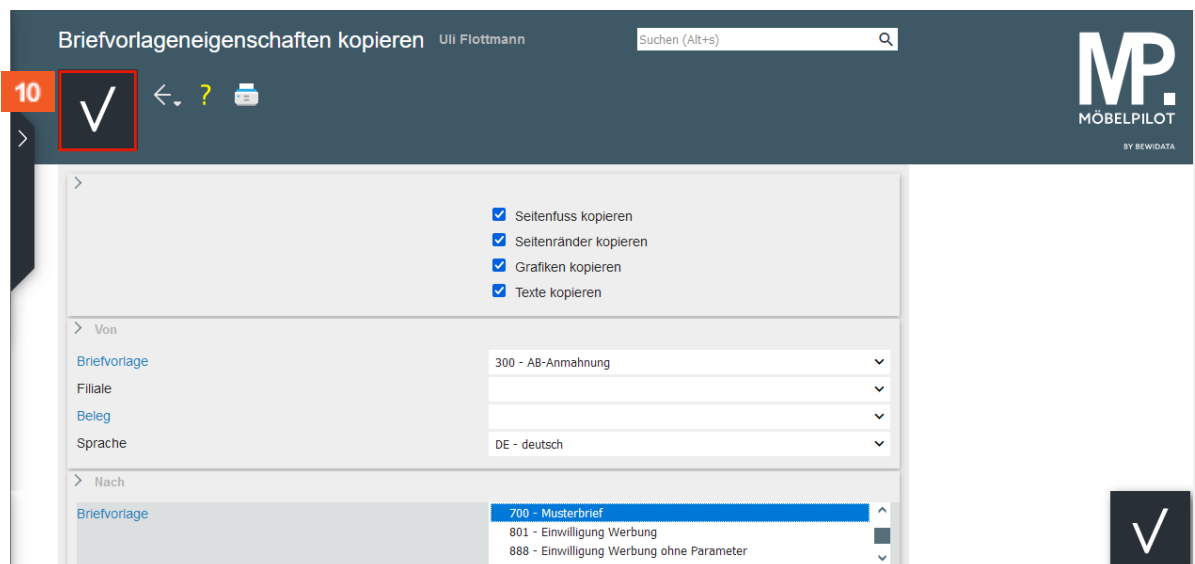 Briefvorlageneigenschaften kopieren Uli Flottmann Suchen (Alt+s)
10
?
MP.
MÖBELPILOT
BY BEWIDATA
Seitenfuss kopieren
Seitenränder kopieren
Grafiken kopieren
Texte kopieren
Von
Briefvorlage 300 - AB-Anmahnung
Filiale
Beleg
Sprache DE - deutsch
Nach
Briefvorlage 700 - Musterbrief
801 - Einwilligung Werbung
888 - Einwilligung Werbung ohne Parameter